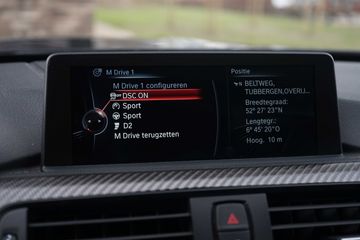 M Drive 1
M Drive 1 configureren
DSC ON
Sport
Sport
D2
M Drive terugzetten
Positie
BELTWEG,
TUBBERGEN,OVERIJ...
Breedtegraad:
52° 27' 23"N
Lengtegr.:
6° 45' 20"O
Hoog. 10 m